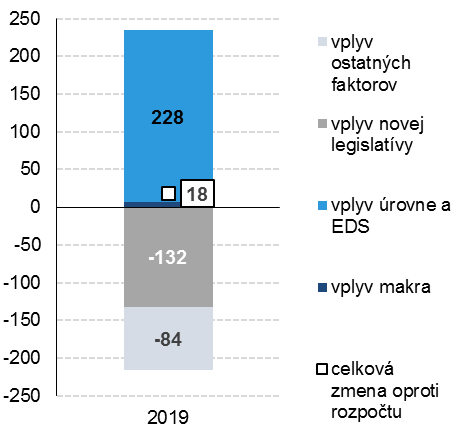 250
200
150
100
50
0
-50
-100
-150
-200
-250
228
18
-132
-84
2019
vplyv
ostatných
faktorov
vplyv novej
legislatívy
vplyv úrovne a
EDS
vplyv makra
celková
zmena oproti
rozpočtu